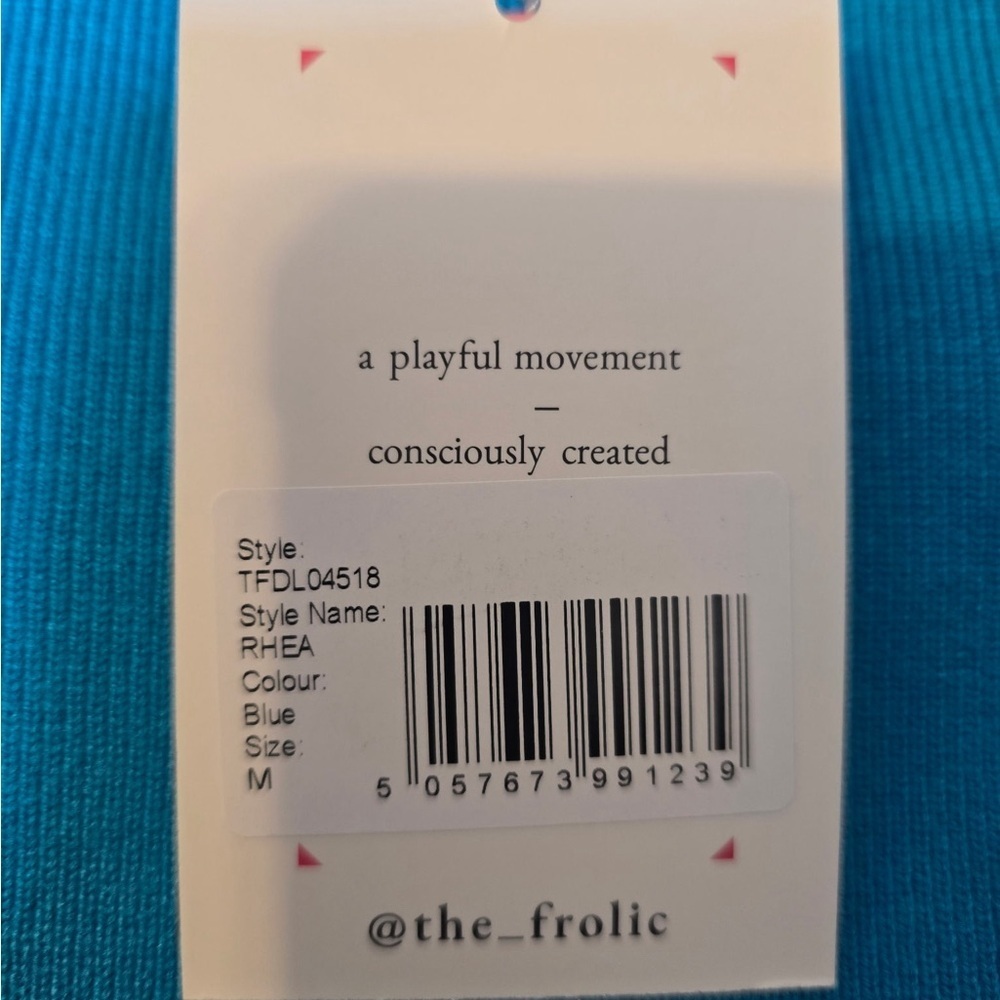 a playful movement
–
consciously created
Style:
TFDL04518
Style Name:
RHEA
Colour:
Blue
Size:
M
5 057673 991239
@the_frolic